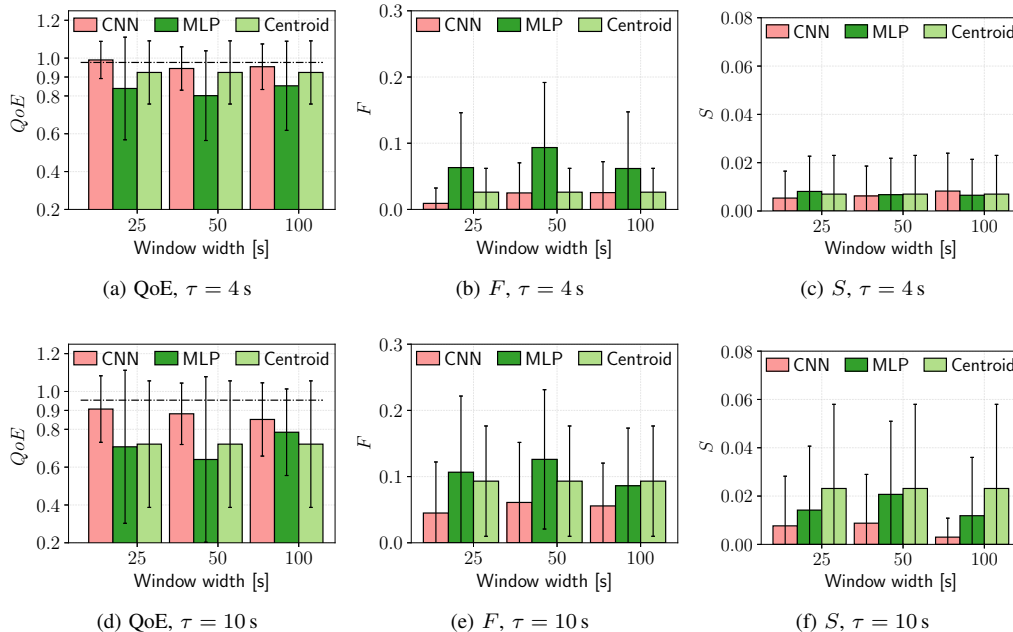 CNN MLP Centroid
1.2
1.0
0.9
0.8
0.6
0.4
0.2
QoE
25 50 100
Window width [s]
(a) QoE, τ = 4 s
CNN MLP Centroid
0.3
0.2
0.1
0.0
F
25 50 100
Window width [s]
(b) F, τ = 4 s
CNN MLP Centroid
0.08
0.06
0.04
0.02
0.00
S
25 50 100
Window width [s]
(c) S, τ = 4 s
CNN MLP Centroid
1.2
1.0
0.9
0.8
0.6
0.4
0.2
QoE
25 50 100
Window width [s]
(d) QoE, τ = 10 s
CNN MLP Centroid
0.3
0.2
0.1
0.0
F
25 50 100
Window width [s]
(e) F, τ = 10 s
CNN MLP Centroid
0.08
0.06
0.04
0.02
0.00
S
25 50 100
Window width [s]
(f) S, τ = 10 s